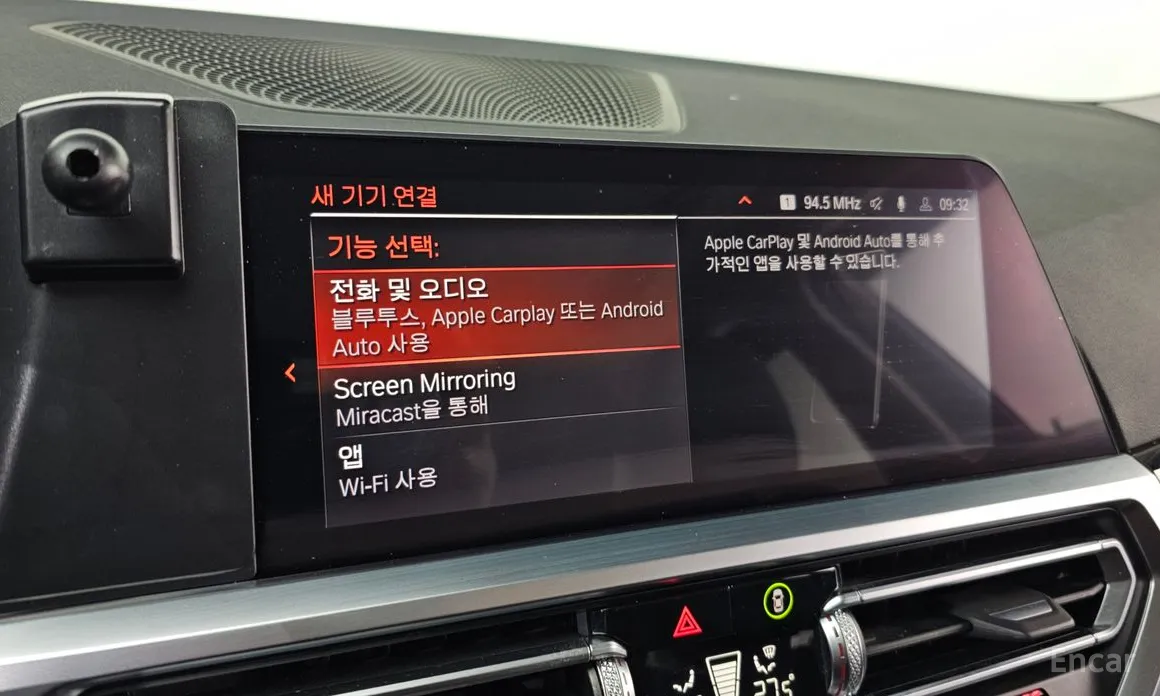 새 기기 연결
1 94.5 MHz 09:32
기능 선택:
전화 및 오디오
블루투스, Apple Carplay 또는 Android
Auto 사용
Screen Mirroring
Miracast을 통해
앱
Wi-Fi 사용
Apple CarPlay 및 Android Auto를 통해 추
가적인 앱을 사용할 수 있습니다.
27.5°
Encar